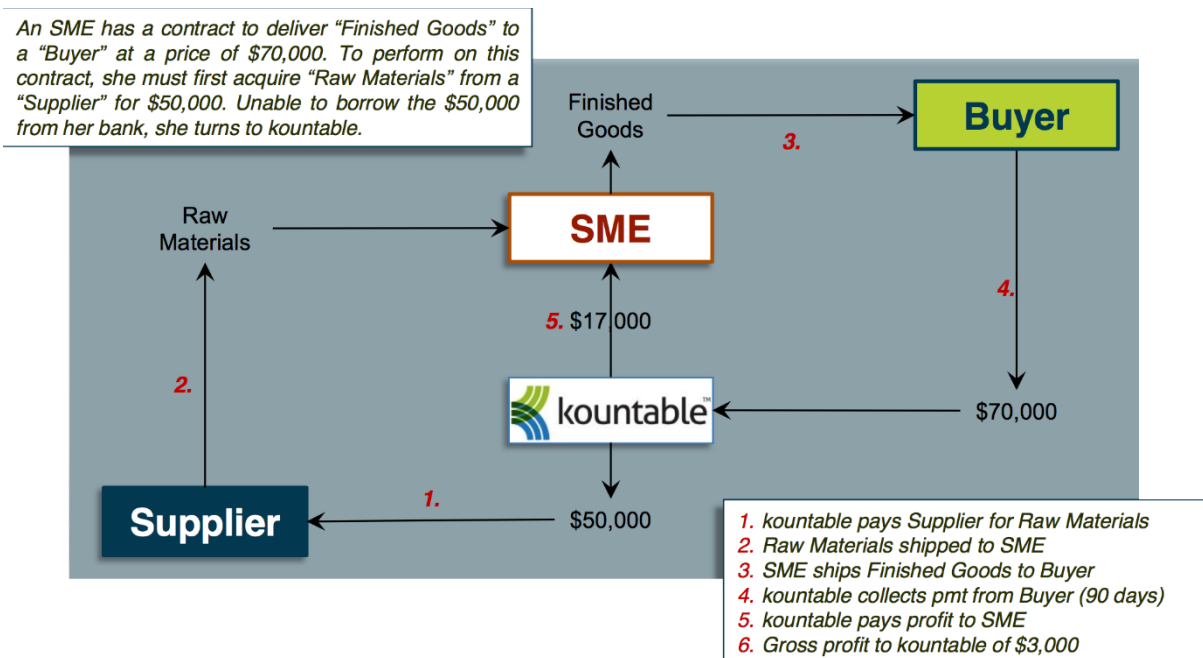 An SME has a contract to deliver “Finished Goods” to
a “Buyer” at a price of $70,000. To perform on this
contract, she must first acquire “Raw Materials” from a
“Supplier” for $50,000. Unable to borrow the $50,000
from her bank, she turns to kountable.
Finished
Goods
Buyer
3.
Raw
Materials
SME
4.
5. $17,000
2.
kountable™
$70,000
1.
Supplier
$50,000
1. kountable pays Supplier for Raw Materials
2. Raw Materials shipped to SME
3. SME ships Finished Goods to Buyer
4. kountable collects pmt from Buyer (90 days)
5. kountable pays profit to SME
6. Gross profit to kountable of $3,000